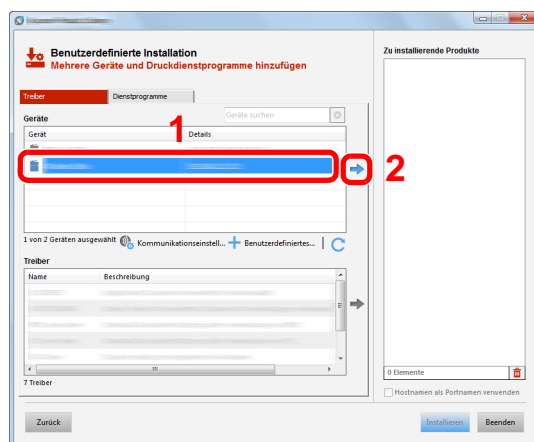 Benutzerdefinierte Installation
Mehrere Geräte und Druckdienstprogramme hinzufügen
Treiber
Dienstprogramme
Geräte
Geräte suchen
1
Gerät
Details
2
1 von 2 Geräten ausgewählt
Kommunikationseinstell...
Benutzerdefiniertes...
Treiber
Name
Beschreibung
7 Treiber
Zu installierende Produkte
0 Elemente
Hostnamen als Portnamen verwenden
Zurück
Installieren
Beenden